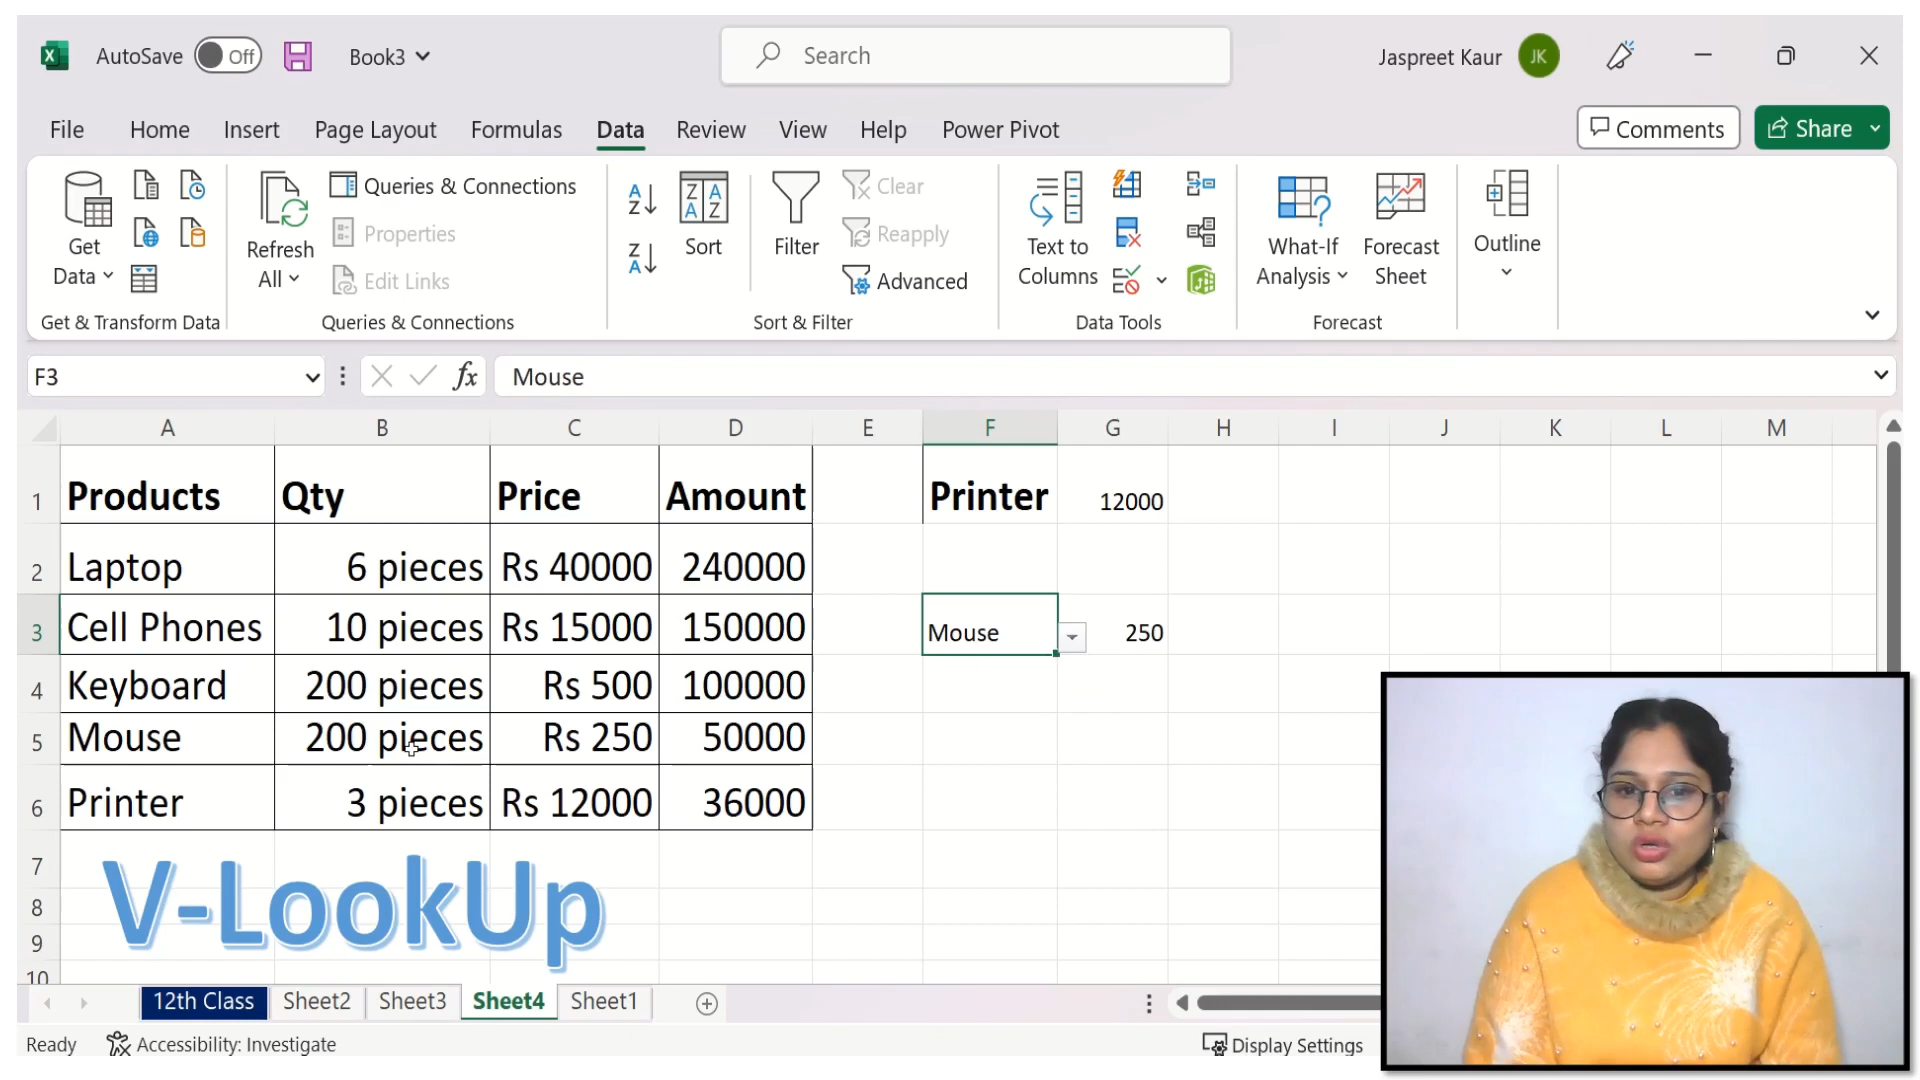 AutoSave Off Book3 Search Jaspreet Kaur JK
File Home Insert Page Layout Formulas Data Review View Help Power Pivot Comments Share
Get Data
Refresh All
Queries & Connections
Properties
Edit Links
Sort
Filter
Clear
Reapply
Advanced
Text to Columns
What-If Analysis
Forecast Sheet
Outline
Get & Transform Data Queries & Connections Sort & Filter Data Tools Forecast
F3 fx Mouse
A B C D E F G H I J K L M
1 Products Qty Price Amount Printer 12000
2 Laptop 6 pieces Rs 40000 240000
3 Cell Phones 10 pieces Rs 15000 150000 Mouse 250
4 Keyboard 200 pieces Rs 500 100000
5 Mouse 200 pieces Rs 250 50000
6 Printer 3 pieces Rs 12000 36000
7
V-LookUp
8
9
10
12th Class Sheet2 Sheet3 Sheet4 Sheet1
Ready Accessibility: Investigate Display Settings